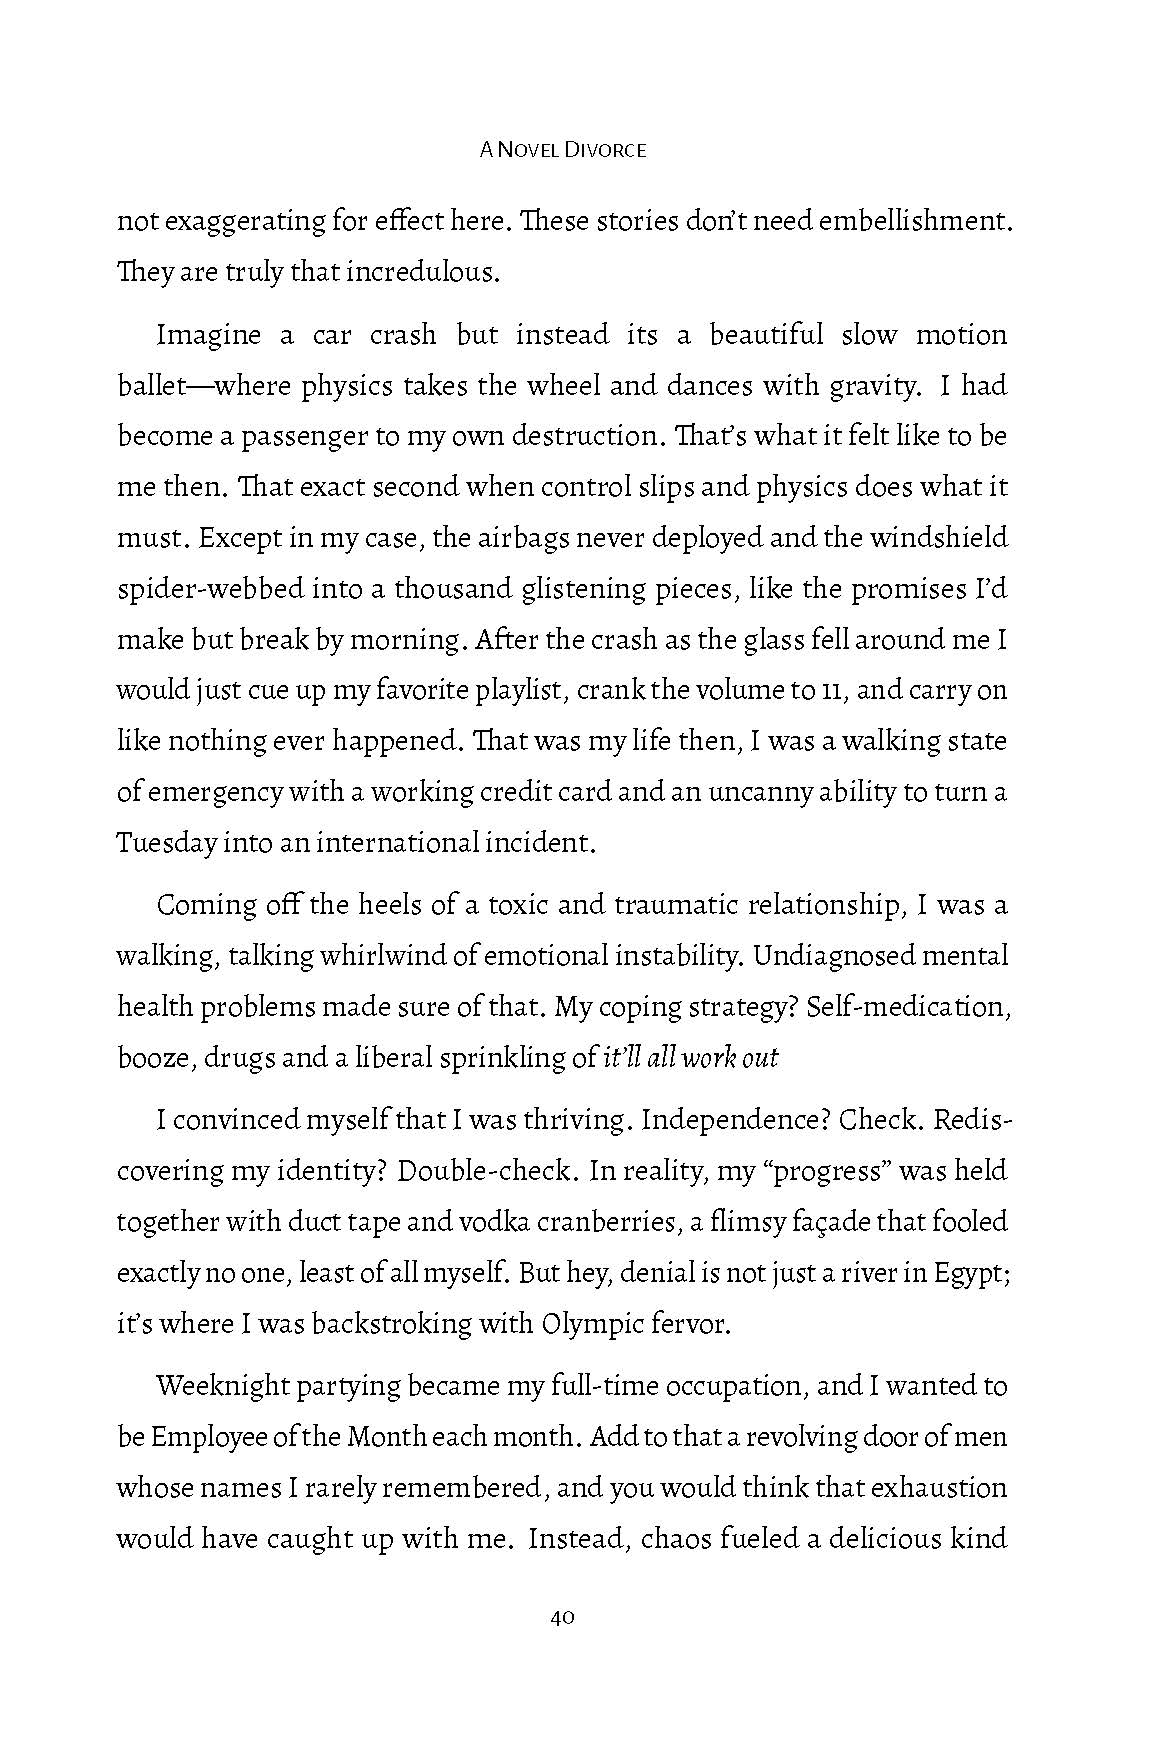 A Novel Divorce
not exaggerating for effect here. These stories don’t need embellishment.
They are truly that incredulous.
Imagine a car crash but instead its a beautiful slow motion
ballet—where physics takes the wheel and dances with gravity. I had
become a passenger to my own destruction. That’s what it felt like to be
me then. That exact second when control slips and physics does what it
must. Except in my case, the airbags never deployed and the windshield
spider-webbed into a thousand glistening pieces, like the promises I’d
make but break by morning. After the crash as the glass fell around me I
would just cue up my favorite playlist, crank the volume to 11, and carry on
like nothing ever happened. That was my life then, I was a walking state
of emergency with a working credit card and an uncanny ability to turn a
Tuesday into an international incident.
Coming off the heels of a toxic and traumatic relationship, I was a
walking, talking whirlwind of emotional instability. Undiagnosed mental
health problems made sure of that. My coping strategy? Self-medication,
booze, drugs and a liberal sprinkling of it’ll all work out
I convinced myself that I was thriving. Independence? Check. Redis-
covering my identity? Double-check. In reality, my “progress” was held
together with duct tape and vodka cranberries, a flimsy façade that fooled
exactly no one, least of all myself. But hey, denial is not just a river in Egypt;
it’s where I was backstroking with Olympic fervor.
Weeknight partying became my full-time occupation, and I wanted to
be Employee of the Month each month. Add to that a revolving door of men
whose names I rarely remembered, and you would think that exhaustion
would have caught up with me. Instead, chaos fueled a delicious kind
40